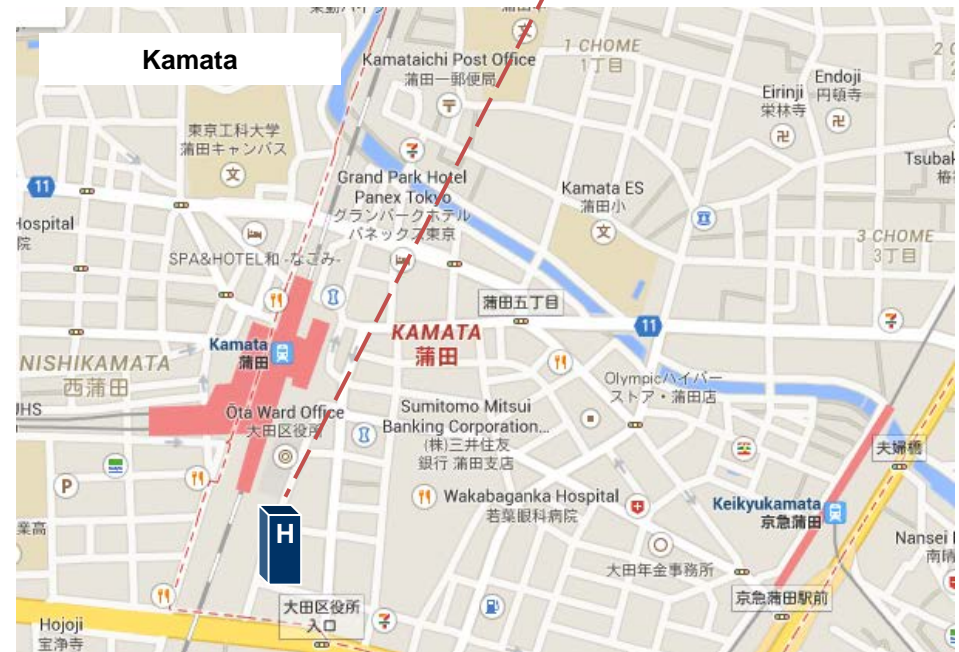 Kamata
Kamataichi Post Office
蒲田一郵便局
1 CHOME
1丁目
Endoji
円頓寺
Eirinji
栄林寺
東京工科大学
蒲田キャンパス
11
Grand Park Hotel
Panex Tokyo
グランパークホテル
パネックス東京
Kamata ES
蒲田小
3 CHOME
3丁目
SPA&HOTEL和 -なごみ-
蒲田五丁目
11
KAMATA
蒲田
Kamata
蒲田
NISHIKAMATA
西蒲田
JHS
Olympicハイパー
ストア・蒲田店
Ōta Ward Office
大田区役所
Sumitomo Mitsui
Banking Corporation...
(株)三井住友
銀行 蒲田支店
夫婦橋
P
Wakabaganka Hospital
若葉眼科病院
Keikyukamata
京急蒲田
業高
H
Nansei
南晴
大田年金事務所
京急蒲田駅前
大田区役所
入口
Hojoji
宝浄寺